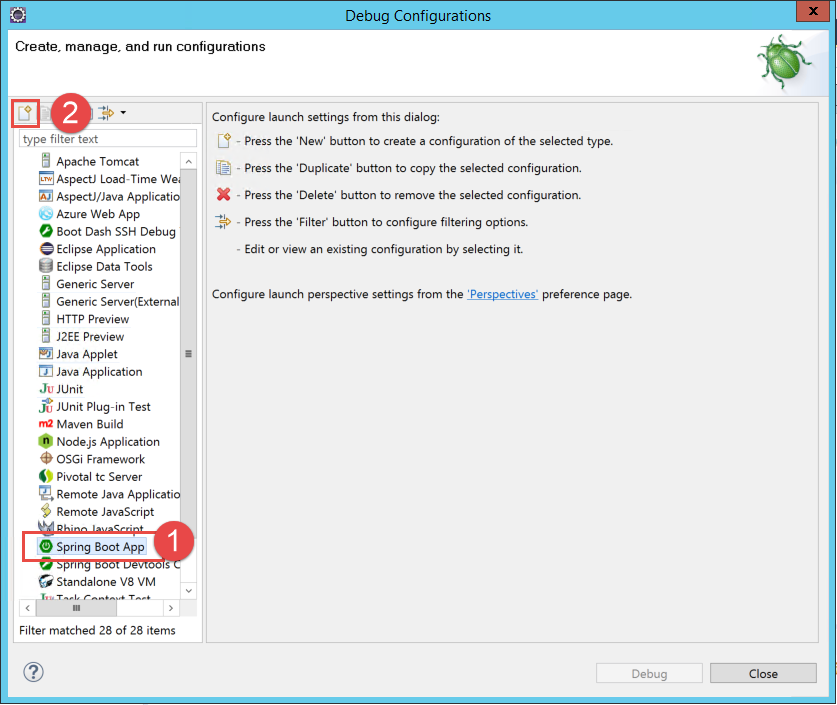 Debug Configurations
x
Create, manage, and run configurations
2
type filter text
Apache Tomcat
LTW AspectJ Load-Time Wea
AJ AspectJ/Java Applicatio
Azure Web App
Boot Dash SSH Debug
Eclipse Application
Eclipse Data Tools
Generic Server
Generic Server(External
HTTP Preview
J2EE Preview
Java Applet
Java Application
Ju JUnit
Ju JUnit Plug-in Test
m2 Maven Build
n Node.js Application
OSGi Framework
Pivotal tc Server
Remote Java Applicatio
Remote JavaScript
Rhino JavaScript
Spring Boot App
1
Spring Boot Devtools C
Standalone V8 VM
Ju Task Context Test
Filter matched 28 of 28 items
Configure launch settings from this dialog:
- Press the 'New' button to create a configuration of the selected type.
- Press the 'Duplicate' button to copy the selected configuration.
- Press the 'Delete' button to remove the selected configuration.
- Press the 'Filter' button to configure filtering options.
- Edit or view an existing configuration by selecting it.
Configure launch perspective settings from the 'Perspectives' preference page.
?
Debug
Close